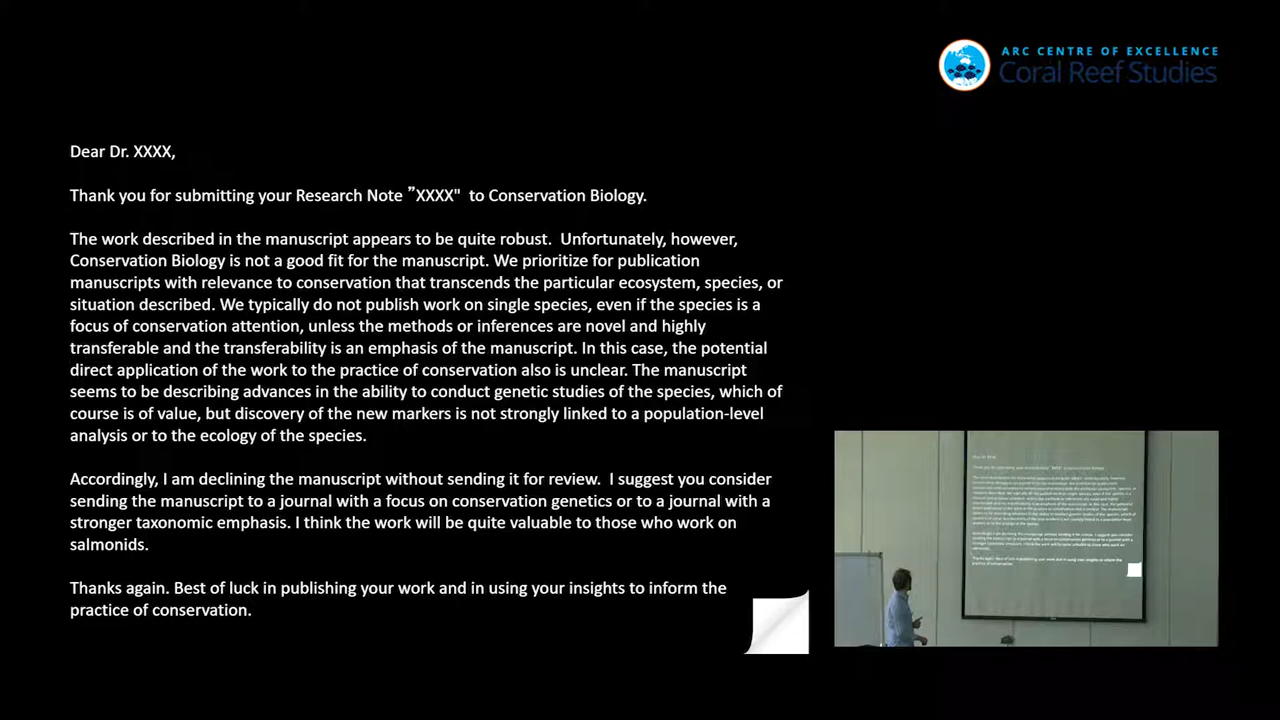 ARC CENTRE OF EXCELLENCE
Coral Reef Studies
Dear Dr. XXXX,
Thank you for submitting your Research Note ”XXXX" to Conservation Biology.
The work described in the manuscript appears to be quite robust. Unfortunately, however,
Conservation Biology is not a good fit for the manuscript. We prioritize for publication
manuscripts with relevance to conservation that transcends the particular ecosystem, species, or
situation described. We typically do not publish work on single species, even if the species is a
focus of conservation attention, unless the methods or inferences are novel and highly
transferable and the transferability is an emphasis of the manuscript. In this case, the potential
direct application of the work to the practice of conservation also is unclear. The manuscript
seems to be describing advances in the ability to conduct genetic studies of the species, which of
course is of value, but discovery of the new markers is not strongly linked to a population-level
analysis or to the ecology of the species.
Accordingly, I am declining the manuscript without sending it for review. I suggest you consider
sending the manuscript to a journal with a focus on conservation genetics or to a journal with a
stronger taxonomic emphasis. I think the work will be quite valuable to those who work on
salmonids.
Thanks again. Best of luck in publishing your work and in using your insights to inform the
practice of conservation.